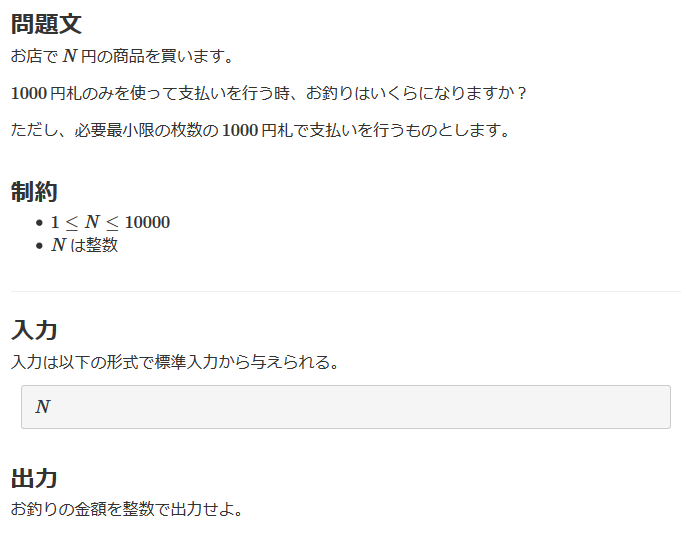 問題文
お店で N 円の商品を買います。
1000 円札のみを使って支払いを行う時、お釣りはいくらになりますか？
ただし、必要最小限の枚数の 1000 円札で支払いを行うものとします。
制約
• 1 ≤ N ≤ 10000
• N は整数
入力
入力は以下の形式で標準入力から与えられる。
N
出力
お釣りの金額を整数で出力せよ。